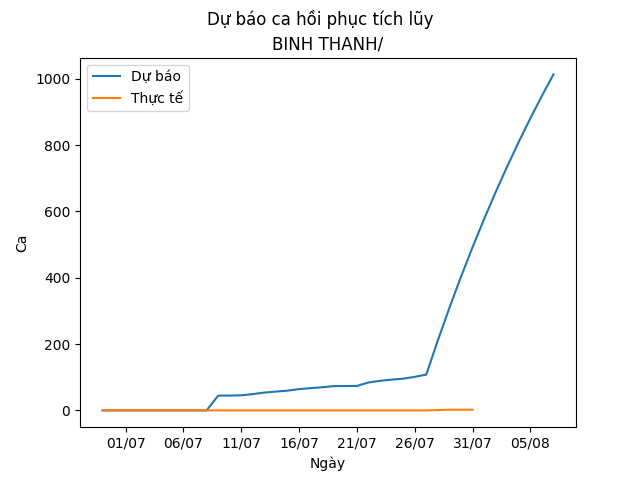 Dự báo ca hồi phục tích lũy
BINH THANH/
Dự báo
Thực tế
1000
800
600
400
200
0
Ca
01/07 06/07 11/07 16/07 21/07 26/07 31/07 05/08
Ngày